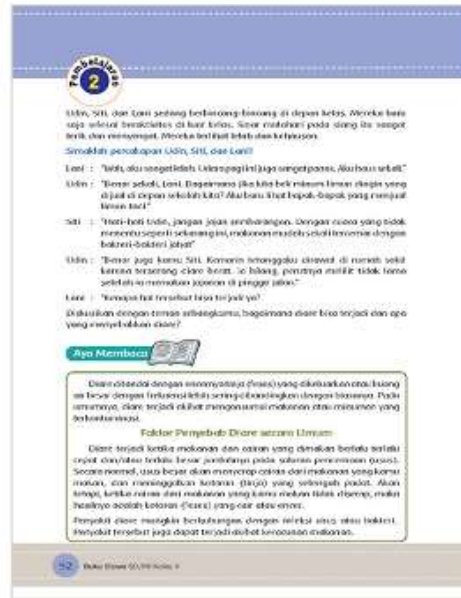 Pembelajaran
2
Udin, Siti, dan Lani sedang berbincang-bincang di depan kelas. Mereka baru
saja selesai beraktivitas di luar kelas. Sinar matahari pada siang itu sangat
terik dan menyengat. Mereka terlihat lelah dan kehausan.
Simaklah percakapan Udin, Siti, dan Lani!
Lani : "Wah, aku sangat lelah. Udara pagi ini juga sangat panas. Aku haus sekali."
Udin : "Benar sekali, Lani. Bagaimana jika kita beli minum limun dingin yang
dijual di depan sekolah kita? Aku baru lihat bapak-bapak yang menjual
limun tadi."
Siti : "Hati-hati Udin, jangan jajan sembarangan. Dengan cuaca yang tidak
menentu seperti sekarang ini, makanan mudah sekali tercemar dengan
bakteri-bakteri jahat"
Udin : "Benar juga kamu Siti. Kemarin tetanggaku dirawat di rumah sakit
karena terserang diare berat. Ia bilang, perutnya melilit tidak lama
setelah ia memakan jajanan di pinggir jalan."
Lani : "Kenapa hal tersebut bisa terjadi ya?
Diskusikan dengan teman sebangkumu, bagaimana diare bisa terjadi dan apa
yang menyebabkan diare?
Ayo Membaca
Diare ditandai dengan encernya tinja (feses) yang dikeluarkan atau buang
air besar dengan frekuensi lebih sering dibandingkan dengan biasanya. Pada
umumnya, diare terjadi akibat mengonsumsi makanan atau minuman yang
terkontaminasi.
Faktor Penyebab Diare secara Umum
Diare terjadi ketika makanan dan cairan yang dimakan berlalu terlalu
cepat dan/atau terlalu besar jumlahnya pada saluran pencernaan (usus).
Secara normal, usus besar akan menyerap cairan dari makanan yang kamu
makan, dan meninggalkan kotoran (tinja) yang setengah padat. Akan
tetapi, ketika cairan dari makanan yang kamu makan tidak diserap, maka
hasilnya adalah kotoran (feses) yang cair atau encer.
Penyakit diare mungkin berhubungan dengan infeksi virus atau bakteri.
Penyakit tersebut juga dapat terjadi akibat keracunan makanan.
52 Buku Siswa SD/MI Kelas V